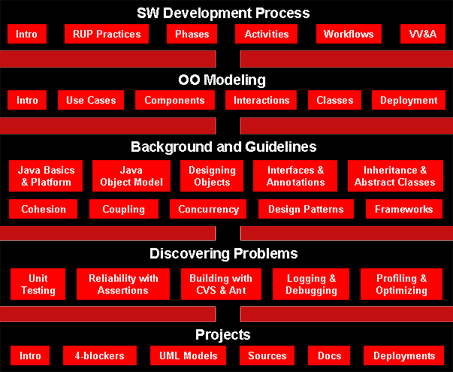 SW Development Process
Intro RUP Practices Phases Activities Workflows VV&A
OO Modeling
Intro Use Cases Components Interactions Classes Deployment
Background and Guidelines
Java Basics & Platform Java Object Model Designing Objects Interfaces & Annotations Inheritance & Abstract Classes
Cohesion Coupling Concurrency Design Patterns Frameworks
Discovering Problems
Unit Testing Reliability with Assertions Building with CVS & Ant Logging & Debugging Profiling & Optimizing
Projects
Intro 4-blockers UML Models Sources Docs Deployments